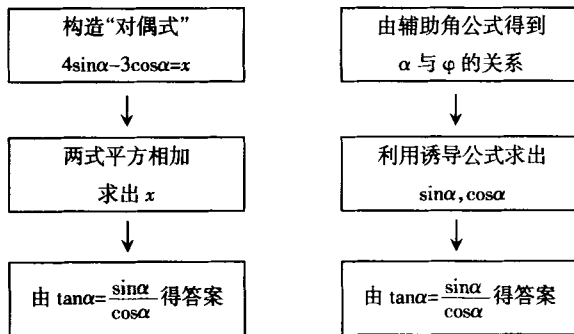 构造“对偶式”
4sinα-3cosα=x
两式平方相加
求出 x
由 tanα=sinα/cosα 得答案
由辅助角公式得到
α 与 φ 的关系
利用诱导公式求出
sinα,cosα
由 tanα=sinα/cosα 得答案